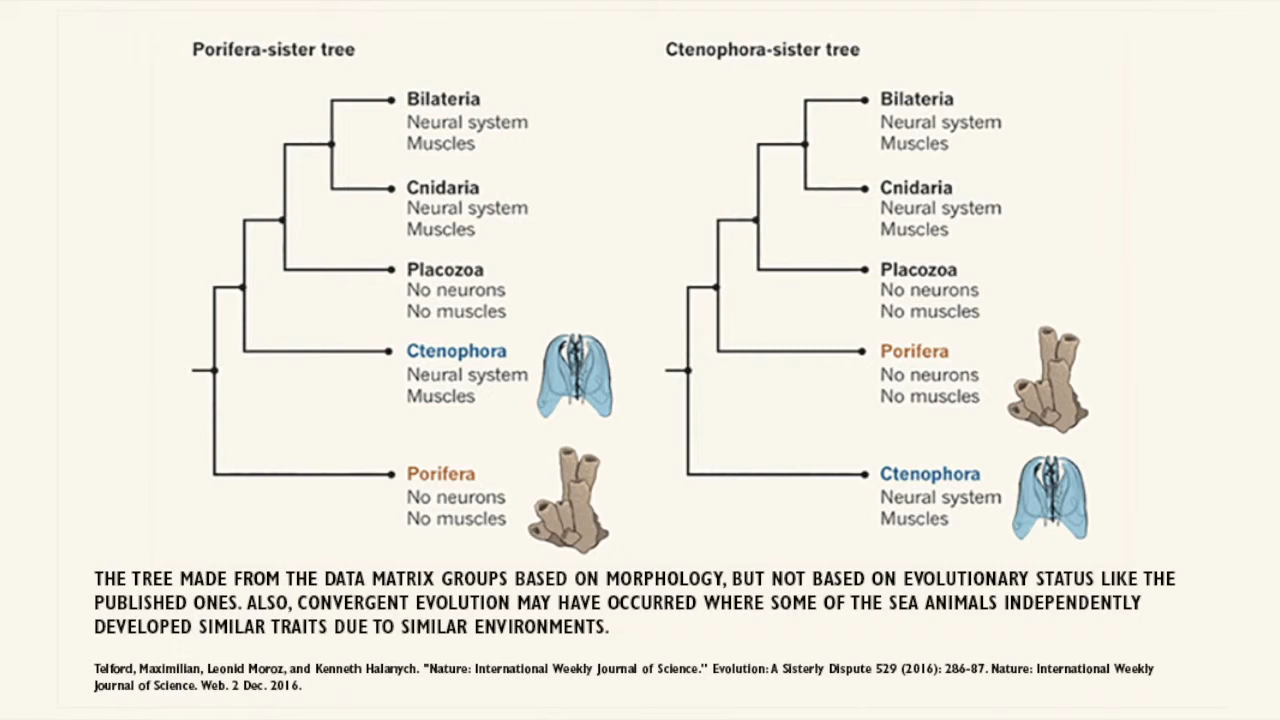 Porifera-sister tree
Bilateria
Neural system
Muscles
Cnidaria
Neural system
Muscles
Placozoa
No neurons
No muscles
Ctenophora
Neural system
Muscles
Porifera
No neurons
No muscles
Ctenophora-sister tree
Bilateria
Neural system
Muscles
Cnidaria
Neural system
Muscles
Placozoa
No neurons
No muscles
Porifera
No neurons
No muscles
Ctenophora
Neural system
Muscles
THE TREE MADE FROM THE DATA MATRIX GROUPS BASED ON MORPHOLOGY, BUT NOT BASED ON EVOLUTIONARY STATUS LIKE THE
PUBLISHED ONES. ALSO, CONVERGENT EVOLUTION MAY HAVE OCCURRED WHERE SOME OF THE SEA ANIMALS INDEPENDENTLY
DEVELOPED SIMILAR TRAITS DUE TO SIMILAR ENVIRONMENTS.
Telford, Maximilian, Leonid Moroz, and Kenneth Halanych. "Nature: International Weekly Journal of Science." Evolution: A Sisterly Dispute 529 (2016): 286-87. Nature: International Weekly
Journal of Science. Web. 2 Dec. 2016.